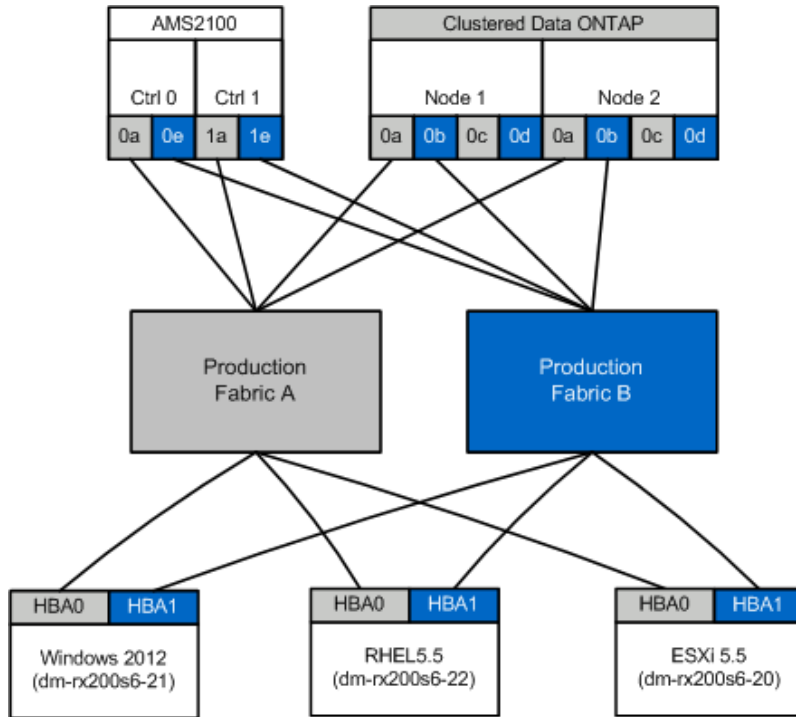 AMS2100
Clustered Data ONTAP
Ctrl 0
Ctrl 1
Node 1
Node 2
0a 0e 1a 1e
0a 0b 0c 0d 0a 0b 0c 0d
Production
Fabric A
Production
Fabric B
HBA0 HBA1
Windows 2012
(dm-rx200s6-21)
HBA0 HBA1
RHEL5.5
(dm-rx200s6-22)
HBA0 HBA1
ESXi 5.5
(dm-rx200s6-20)